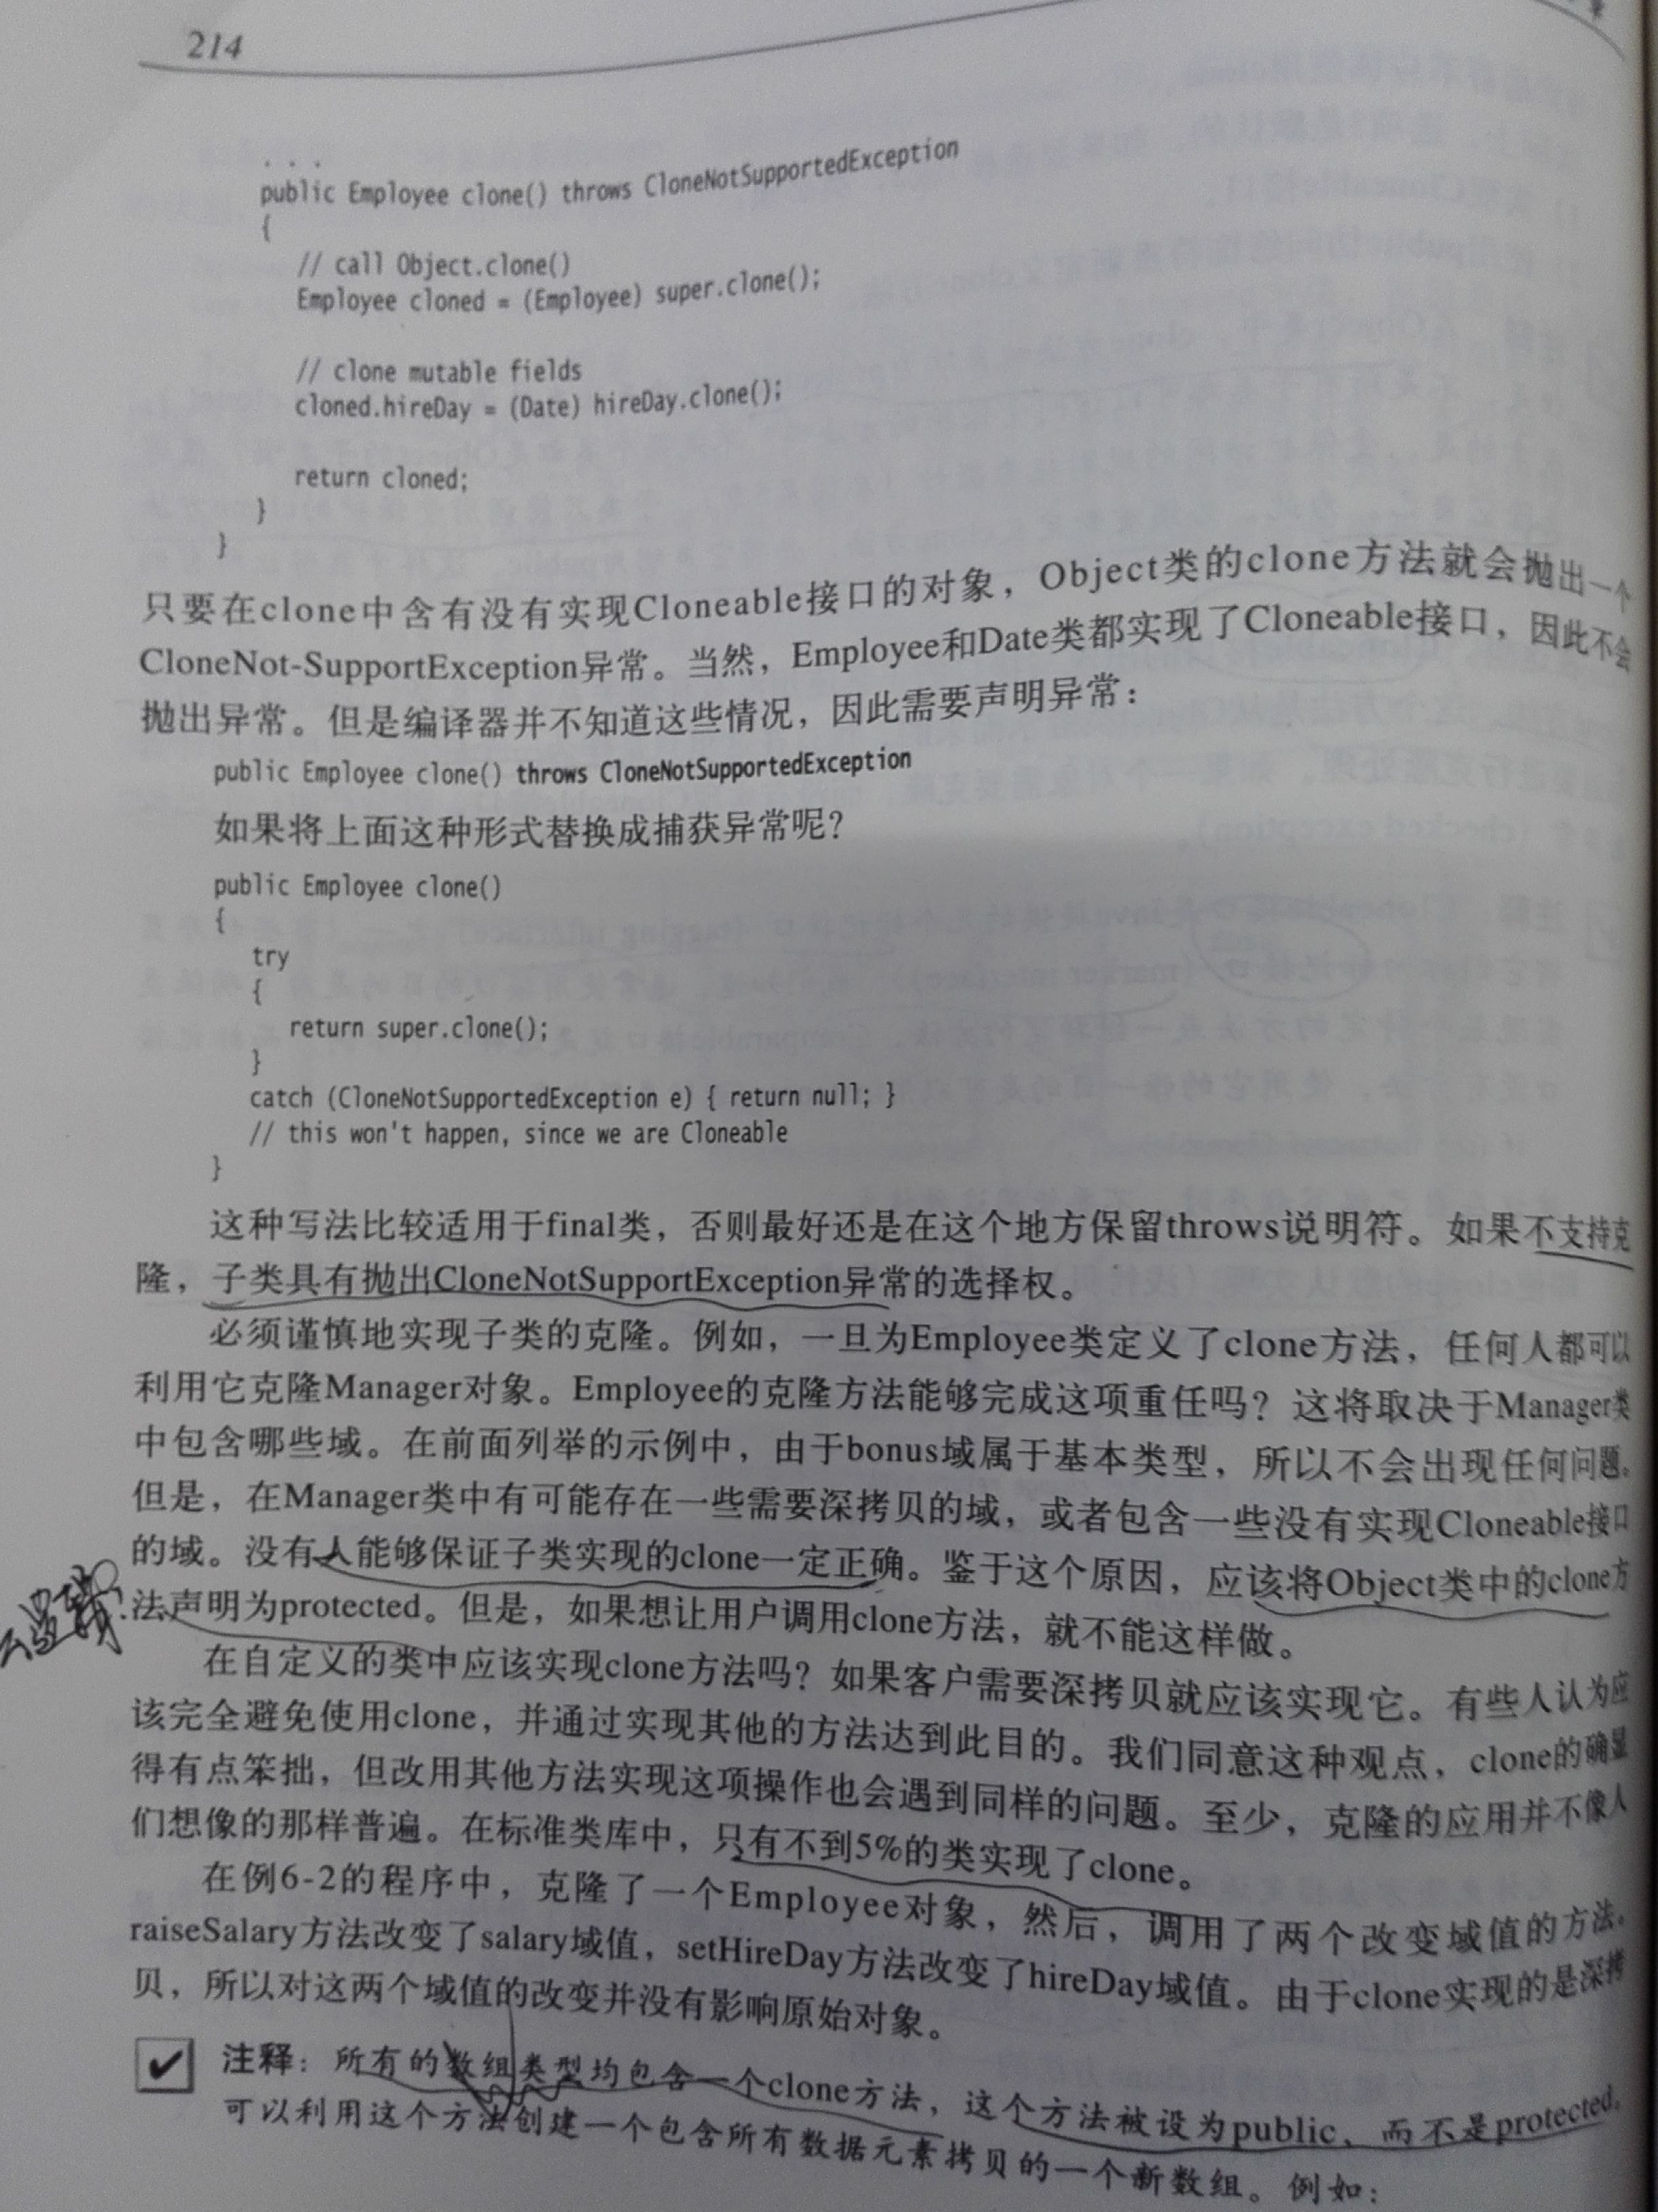 214
...
public Employee clone() throws CloneNotSupportedException
{
// call Object.clone()
Employee cloned = (Employee) super.clone();
// clone mutable fields
cloned.hireDay = (Date) hireDay.clone();
return cloned;
}
}
只要在clone中含有没有实现Cloneable接口的对象，Object类的clone方法就会抛出一个
CloneNot-SupportException异常。当然，Employee和Date类都实现了Cloneable接口，因此不会
抛出异常。但是编译器并不知道这些情况，因此需要声明异常：
public Employee clone() throws CloneNotSupportedException
如果将上面这种形式替换成捕获异常呢？
public Employee clone()
{
try
{
return super.clone();
}
catch (CloneNotSupportedException e) { return null; }
// this won't happen, since we are Cloneable
}
这种写法比较适用于final类，否则最好还是在这个地方保留throws说明符。如果不支持克
隆，子类具有抛出CloneNotSupportException异常的选择权。
必须谨慎地实现子类的克隆。例如，一旦为Employee类定义了clone方法，任何人都可以
利用它克隆Manager对象。Employee的克隆方法能够完成这项重任吗？这将取决于Manager类
中包含哪些域。在前面列举的示例中，由于bonus域属于基本类型，所以不会出现任何问题。
但是，在Manager类中有可能存在一些需要深拷贝的域，或者包含一些没有实现Cloneable接口
的域。没有人能够保证子类实现的clone一定正确。鉴于这个原因，应该将Object类中的clone方
法声明为protected。但是，如果想让用户调用clone方法，就不能这样做。
在自定义的类中应该实现clone方法吗？如果客户需要深拷贝就应该实现它。有些人认为应
该完全避免使用clone，并通过实现其他的方法达到此目的。我们同意这种观点，clone的确显
得有点笨拙，但改用其他方法实现这项操作也会遇到同样的问题。至少，克隆的应用并不像人
们想像的那样普遍。在标准类库中，只有不到5%的类实现了clone。
在例6-2的程序中，克隆了一个Employee对象，然后，调用了两个改变域值的方法。
raiseSalary方法改变了salary域值，setHireDay方法改变了hireDay域值。由于clone实现的是深拷
贝，所以对这两个域值的改变并没有影响原始对象。
注释：所有的数组类型均包含一个clone方法，这个方法被设为public，而不是protected。
可以利用这个方法创建一个包含所有数据元素拷贝的一个新数组。例如：